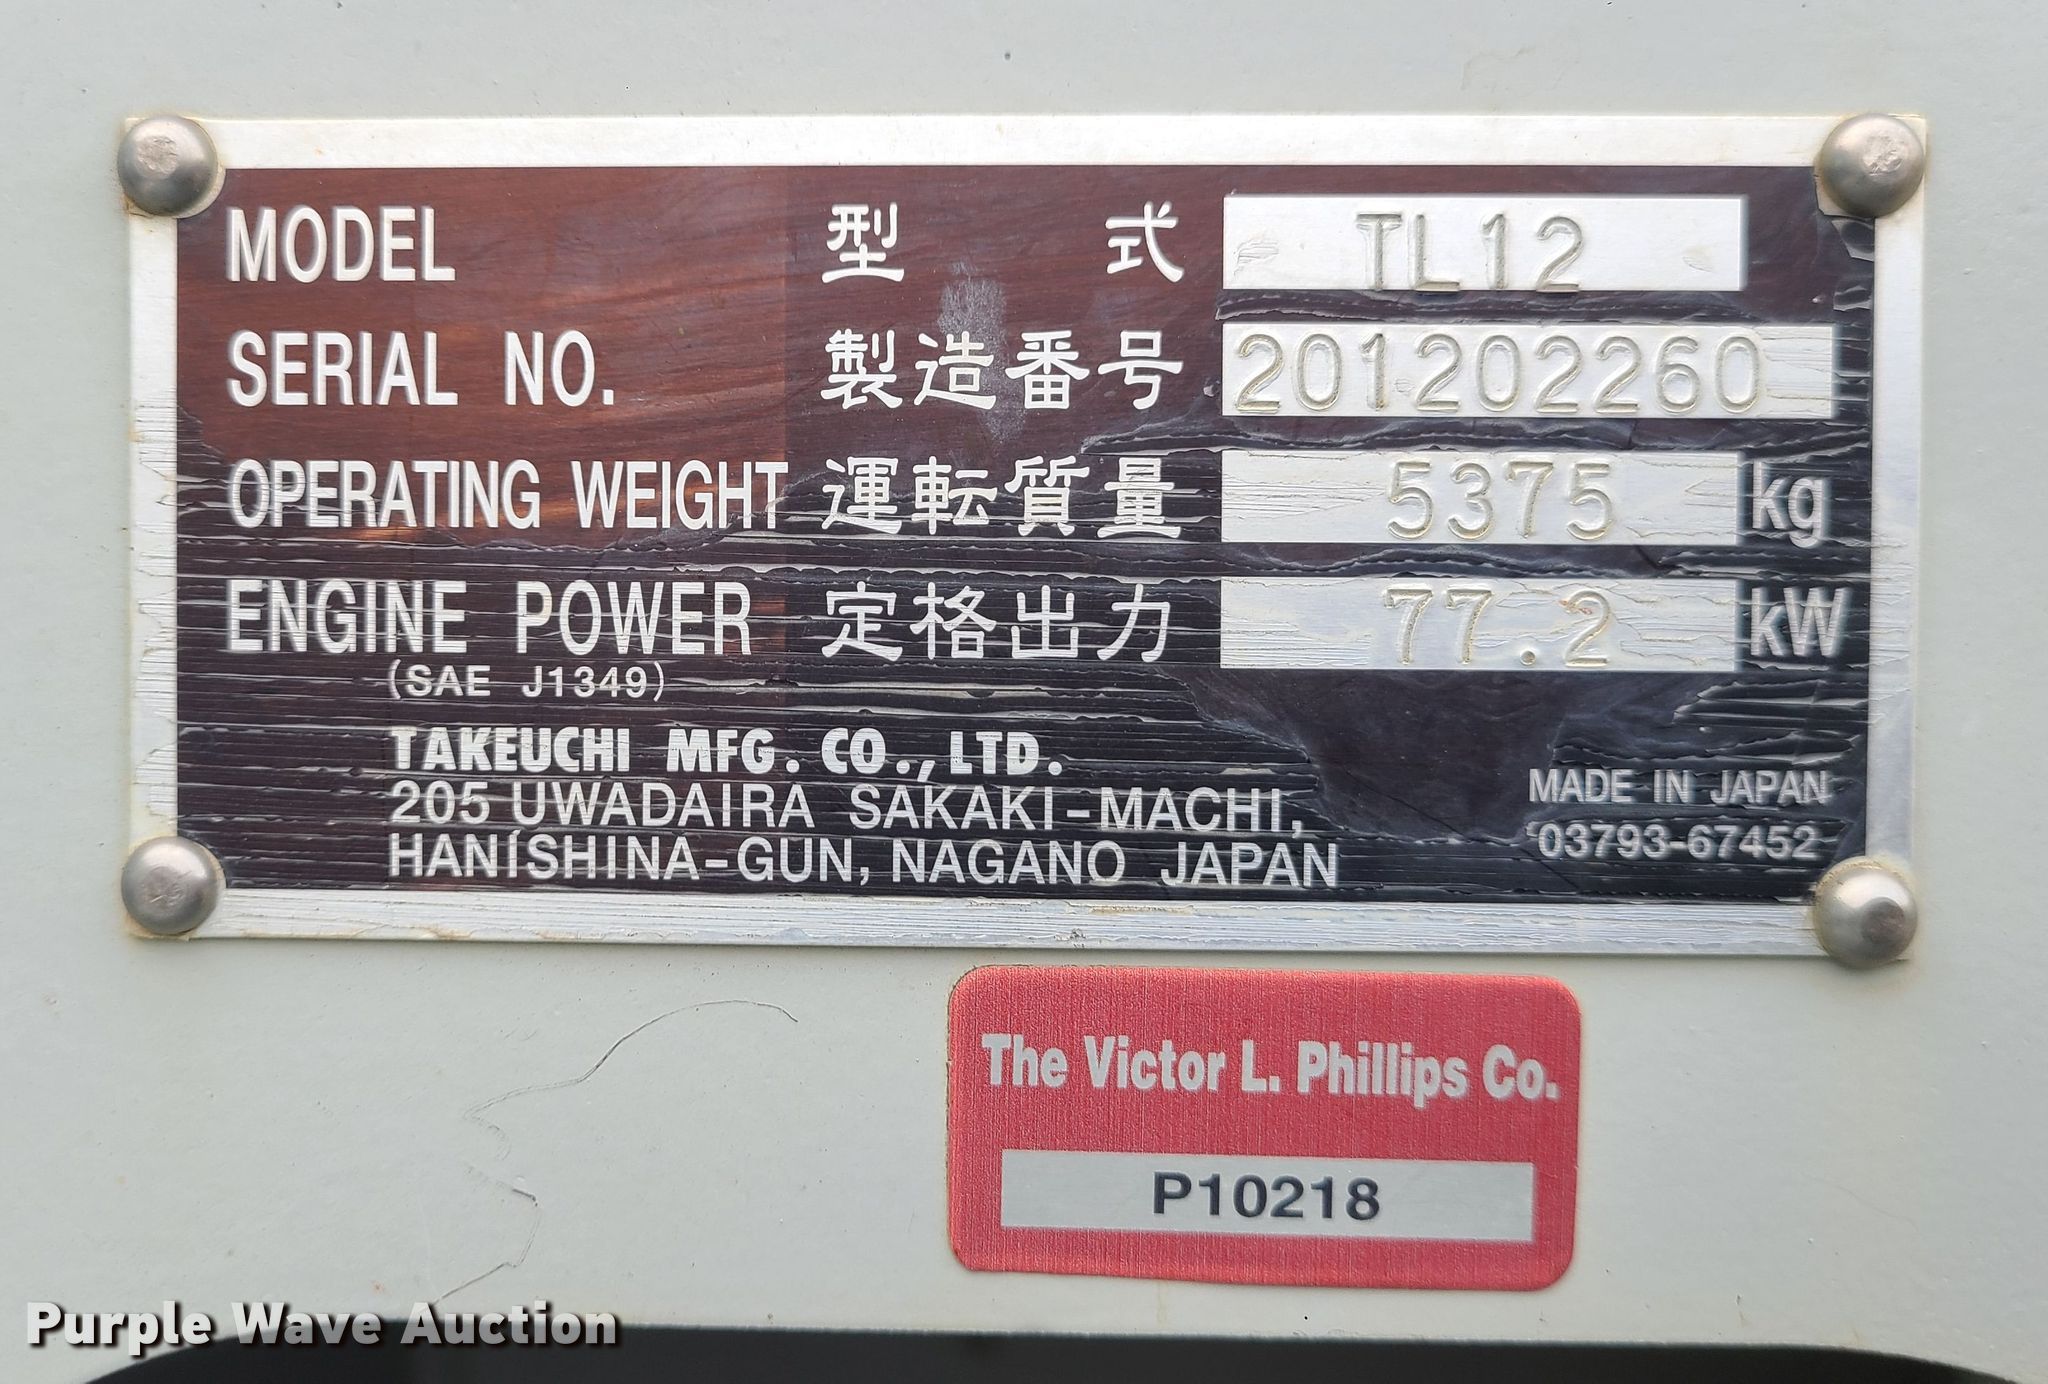 MODEL 型 式 TL12
SERIAL NO. 製造番号 201202260
OPERATING WEIGHT 運転質量 5375 kg
ENGINE POWER 定格出力 77.2 kW
(SAE J1349)
TAKEUCHI MFG. CO., LTD.
205 UWADAIRA SAKAKI-MACHI,
HANISHINA-GUN, NAGANO JAPAN
MADE IN JAPAN
03793-67452
The Victor L. Phillips Co.
P10218
Purple Wave Auction